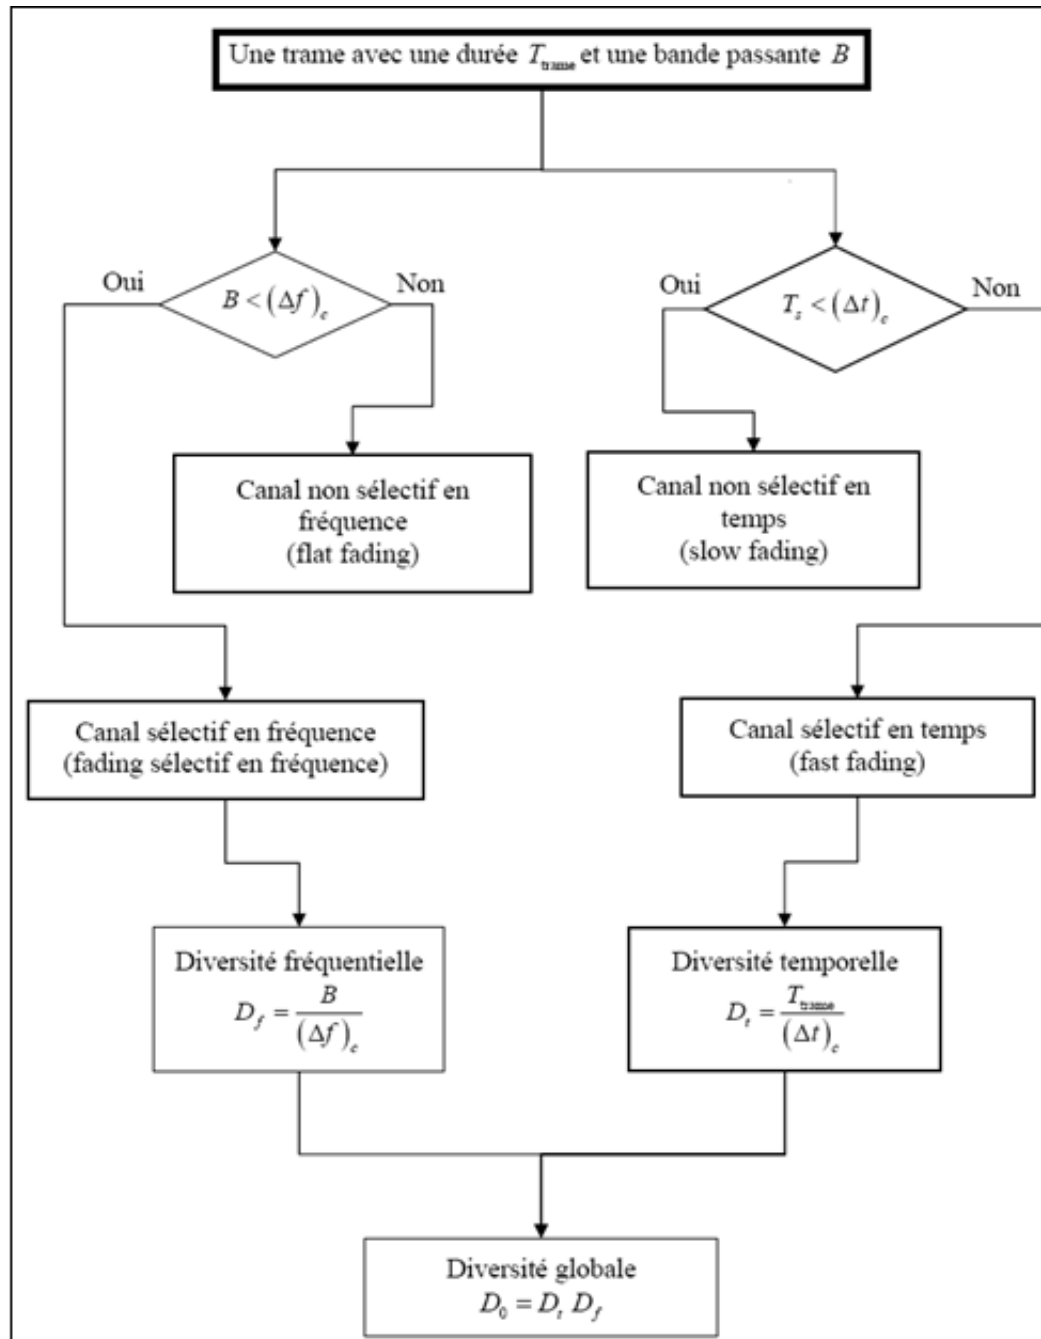 Une trame avec une durée T_trame et une bande passante B
Oui
B < (Δf)_c
Non
Oui
T_s < (Δt)_c
Non
Canal non sélectif en
fréquence
(flat fading)
Canal non sélectif en
temps
(slow fading)
Canal sélectif en fréquence
(fading sélectif en fréquence)
Canal sélectif en temps
(fast fading)
Diversité fréquentielle
D_f = B / (Δf)_c
Diversité temporelle
D_t = T_trame / (Δt)_c
Diversité globale
D_0 = D_t D_f